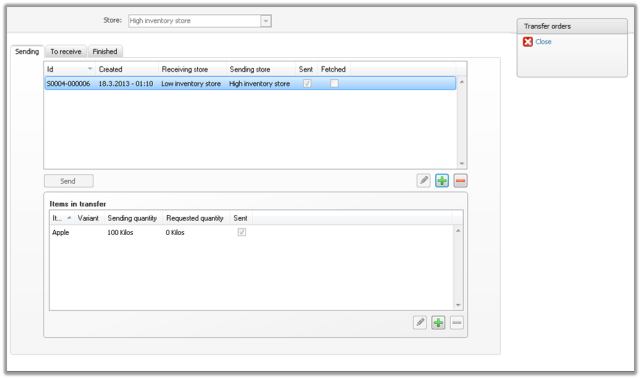 Store: High inventory store
Transfer orders
Close
Sending To receive Finished
Id Created Receiving store Sending store Sent Fetched
S0004-000006 18.3.2013 - 01:10 Low inventory store High inventory store
Send
Items in transfer
It... Variant Sending quantity Requested quantity Sent
Apple 100 Kilos 0 Kilos